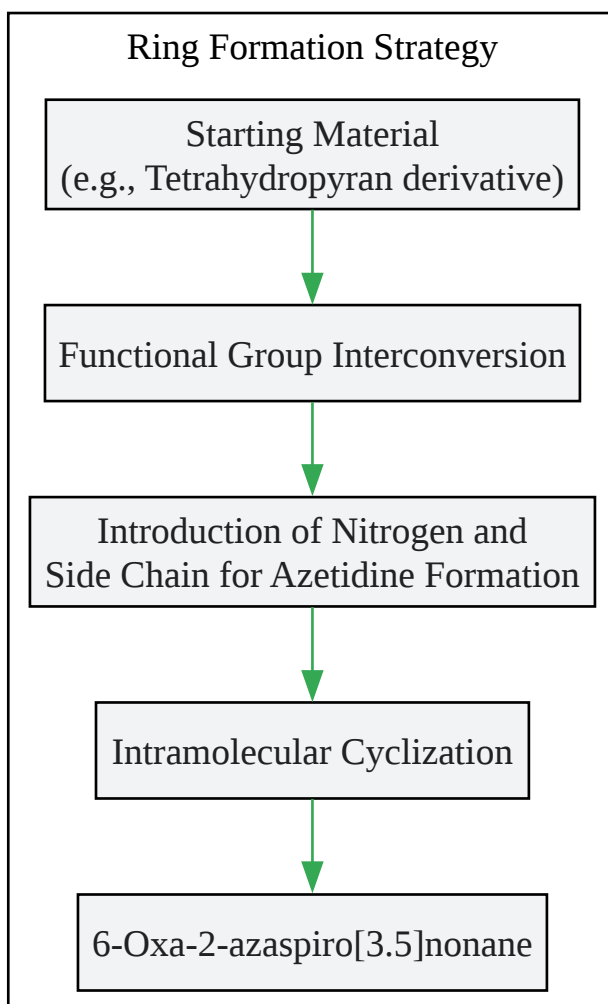 Ring Formation Strategy
Starting Material
(e.g., Tetrahydropyran derivative)
Functional Group Interconversion
Introduction of Nitrogen and
Side Chain for Azetidine Formation
Intramolecular Cyclization
6-Oxa-2-azaspiro[3.5]nonane